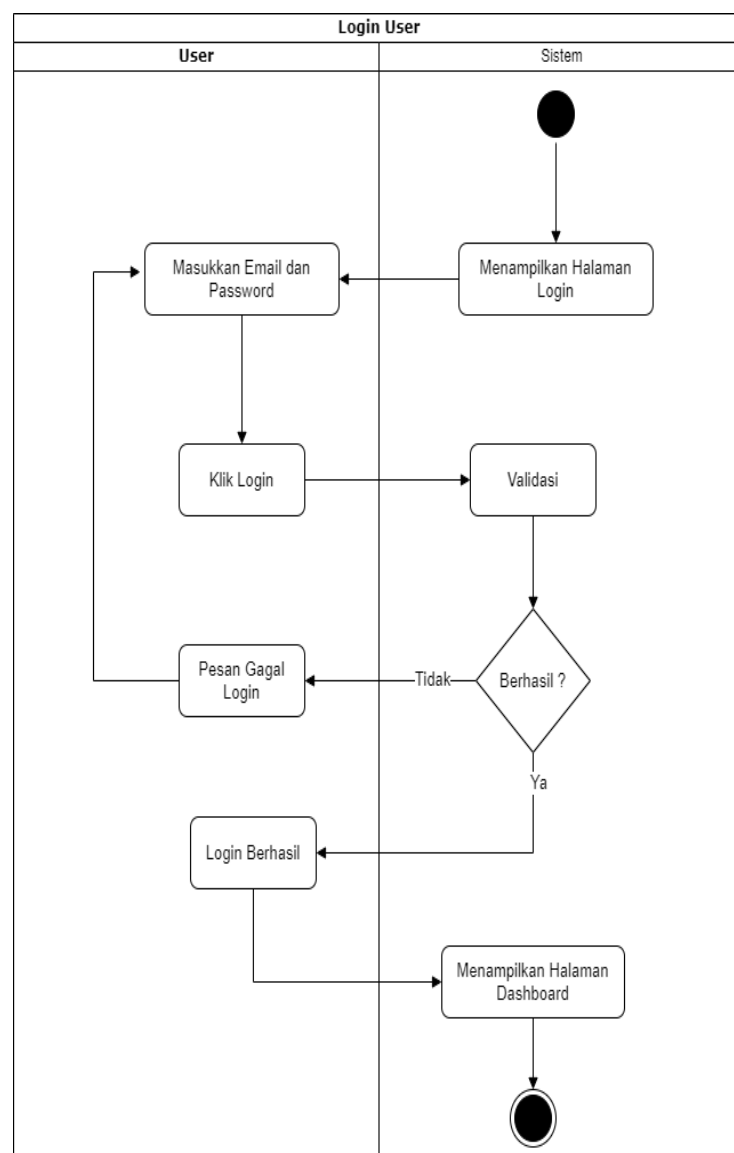 Login User
User
Sistem
Masukkan Email dan
Password
Menampilkan Halaman
Login
Klik Login
Validasi
Pesan Gagal
Login
Tidak
Berhasil ?
Ya
Login Berhasil
Menampilkan Halaman
Dashboard